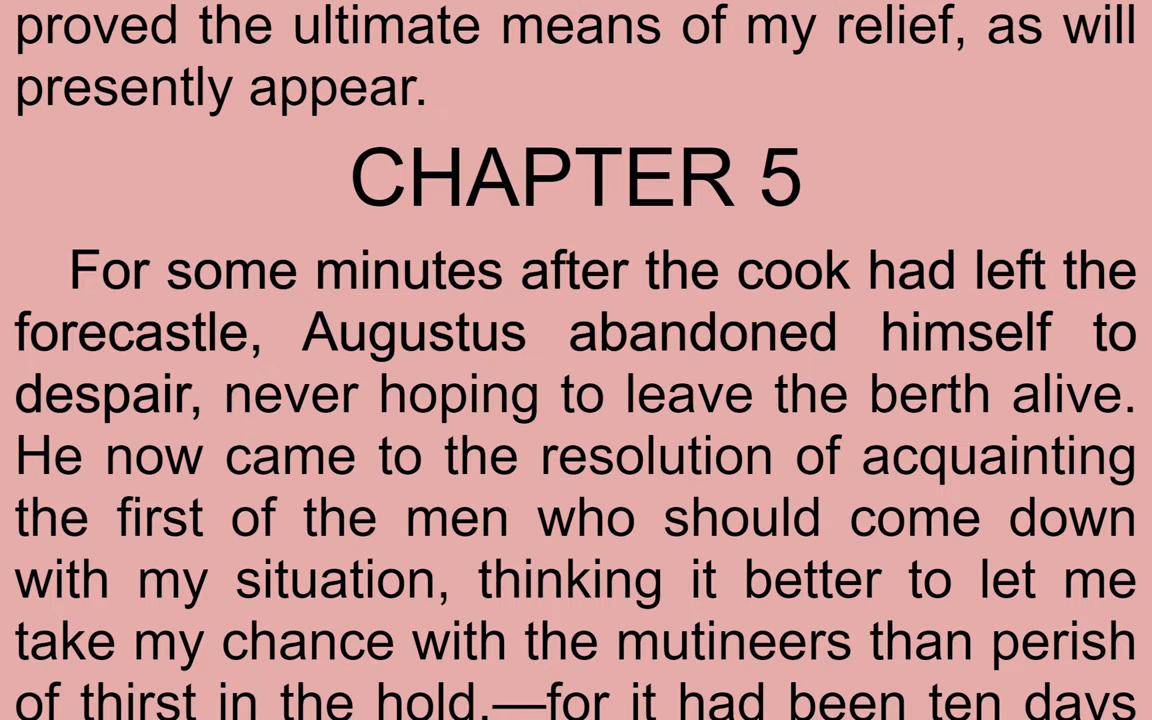 proved the ultimate means of my relief, as will
presently appear.
CHAPTER 5
For some minutes after the cook had left the
forecastle, Augustus abandoned himself to
despair, never hoping to leave the berth alive.
He now came to the resolution of acquainting
the first of the men who should come down
with my situation, thinking it better to let me
take my chance with the mutineers than perish
of thirst in the hold,—for it had been ten days